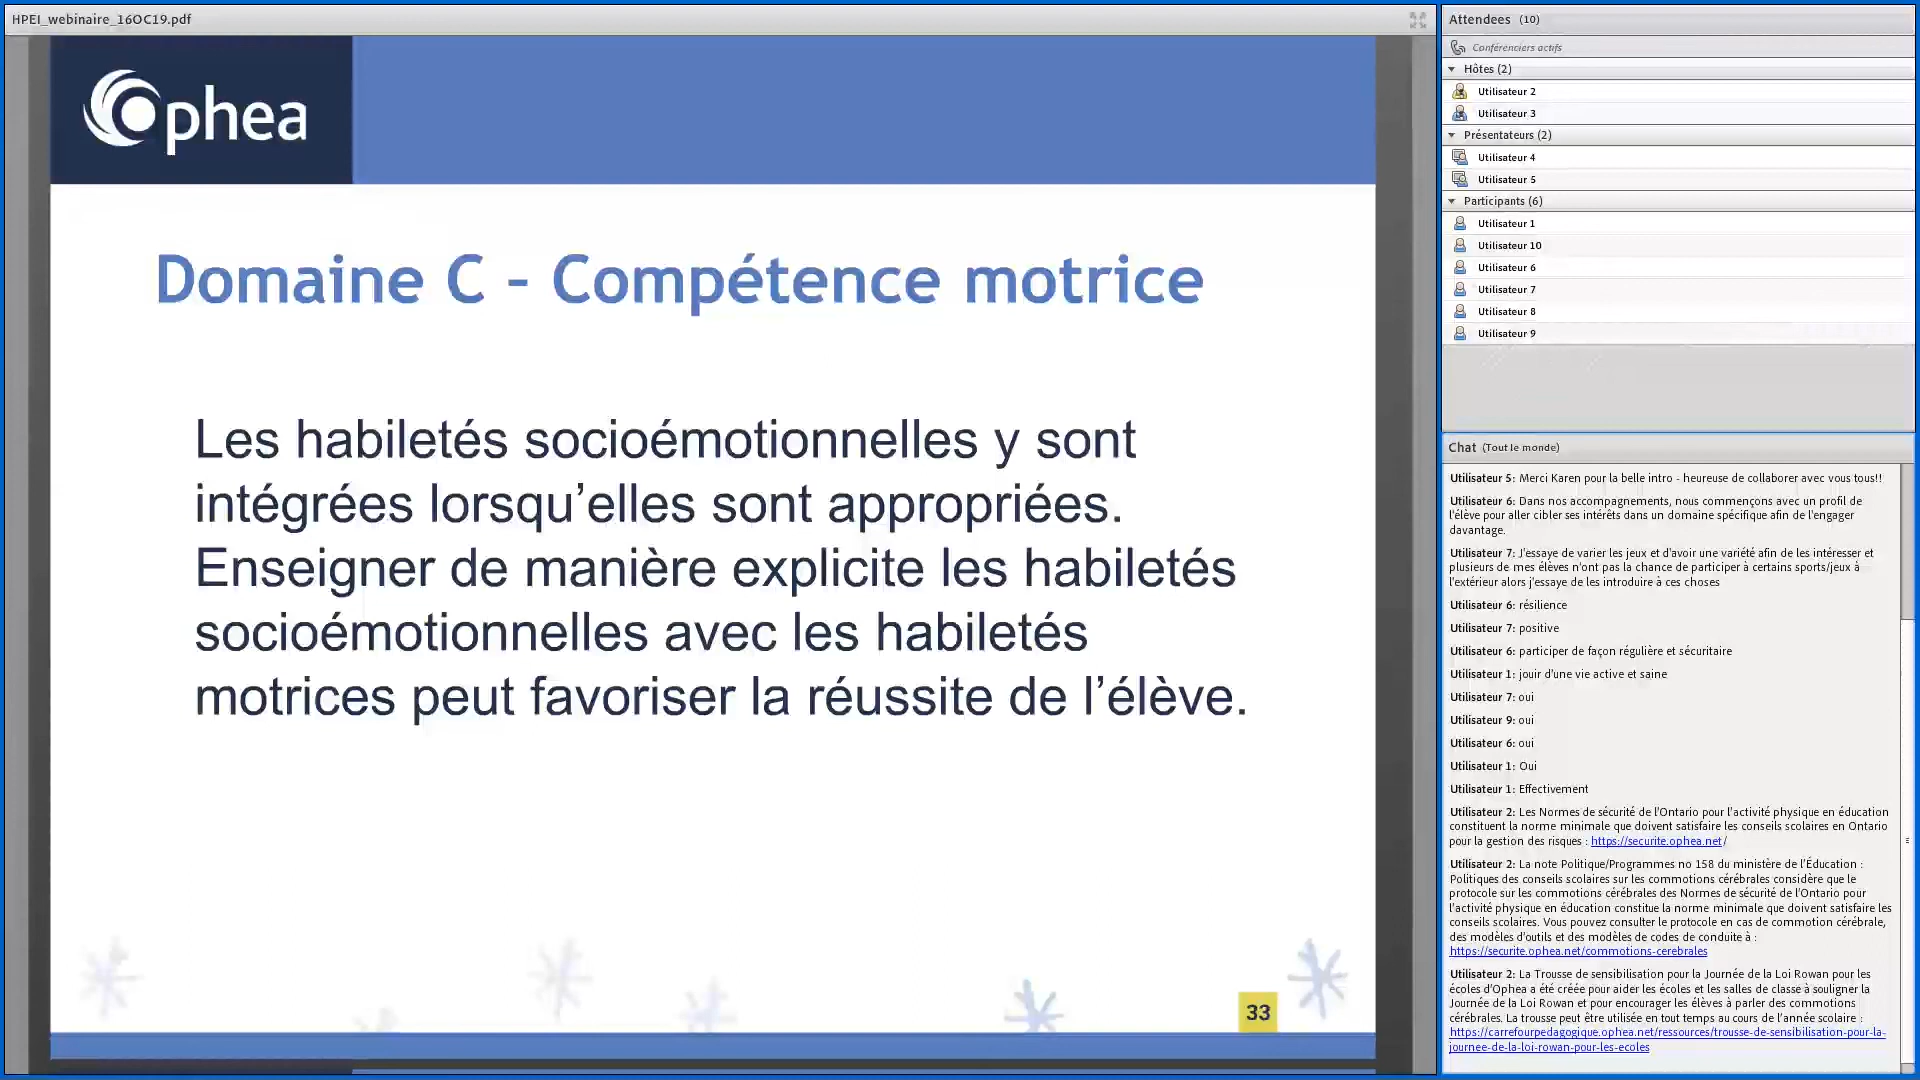 HPEI_webinaire_16OC19.pdf
Ophea
Domaine C - Compétence motrice
Les habiletés socioémotionnelles y sont
intégrées lorsqu’elles sont appropriées.
Enseigner de manière explicite les habiletés
socioémotionnelles avec les habiletés
motrices peut favoriser la réussite de l’élève.
33
Attendees (10)
Conférenciers actifs
Hôtes (2)
Utilisateur 2
Utilisateur 3
Présentateurs (2)
Utilisateur 4
Utilisateur 5
Participants (6)
Utilisateur 1
Utilisateur 10
Utilisateur 6
Utilisateur 7
Utilisateur 8
Utilisateur 9
Chat (Tout le monde)
Utilisateur 5: Merci Karen pour la belle intro - heureuse de collaborer avec vous tous!!
Utilisateur 6: Dans nos accompagnements, nous commençons avec un profil de
l'élève pour aller cibler ses intérêts dans un domaine spécifique afin de l'engager
davantage.
Utilisateur 7: J'essaye de varier les jeux et d'avoir une variété afin de les intéresser et
plusieurs de mes élèves n'ont pas la chance de participer à certains sports/jeux à
l'extérieur alors j'essaye de les introduire à ces choses
Utilisateur 6: résilience
Utilisateur 7: positive
Utilisateur 6: participer de façon régulière et sécuritaire
Utilisateur 1: jouir d'une vie active et saine
Utilisateur 7: oui
Utilisateur 9: oui
Utilisateur 6: oui
Utilisateur 1: Oui
Utilisateur 1: Effectivement
Utilisateur 2: Les Normes de sécurité de l'Ontario pour l'activité physique en éducation
constituent la norme minimale que doivent satisfaire les conseils scolaires en Ontario
pour la gestion des risques : https://securite.ophea.net/
Utilisateur 2: La note Politique/Programmes no 158 du ministère de l'Éducation :
Politiques des conseils scolaires sur les commotions cérébrales considère que le
protocole sur les commotions cérébrales des Normes de sécurité de l'Ontario pour
l'activité physique en éducation constitue la norme minimale que doivent satisfaire les
conseils scolaires. Vous pouvez consulter le protocole en cas de commotion cérébrale,
des modèles d'outils et des modèles de codes de conduite à :
https://securite.ophea.net/commotions-cerebrales
Utilisateur 2: La Trousse de sensibilisation pour la Journée de la Loi Rowan pour les
écoles d'Ophea a été créée pour aider les écoles et les salles de classe à souligner la
Journée de la Loi Rowan et pour encourager les élèves à parler des commotions
cérébrales. La trousse peut être utilisée en tout temps au cours de l'année scolaire :
https://carrefourpedagogique.ophea.net/ressources/trousse-de-sensibilisation-pour-la-
journee-de-la-loi-rowan-pour-les-ecoles